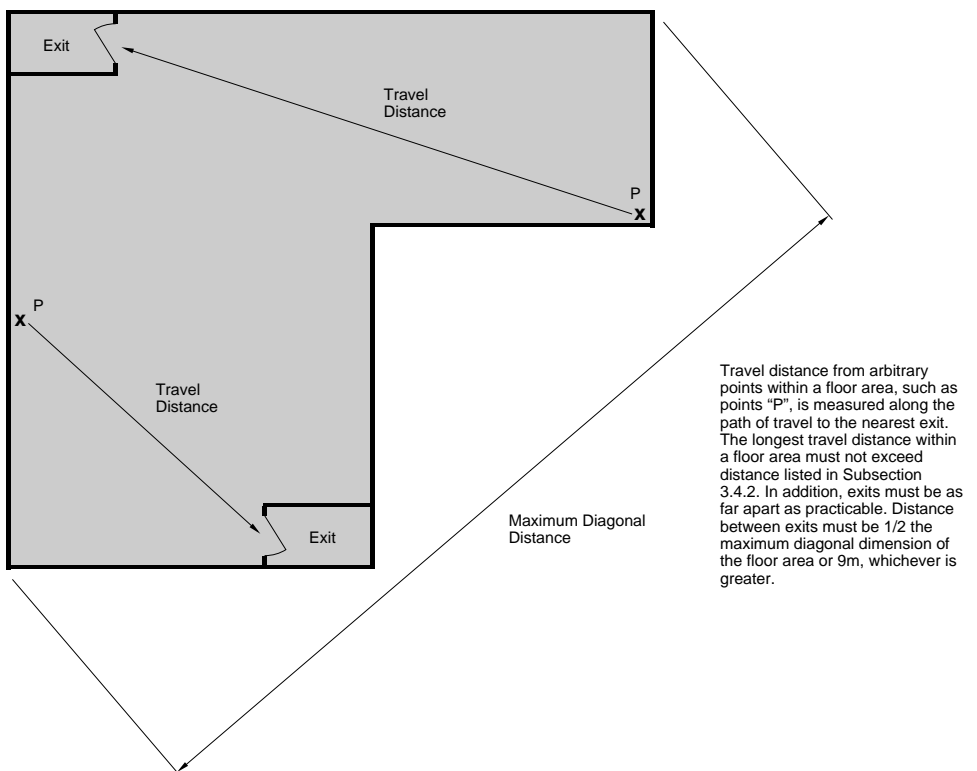 Exit
Travel
Distance
P
x
P
x
Travel
Distance
Exit
Maximum Diagonal
Distance
Travel distance from arbitrary
points within a floor area, such as
points “P”, is measured along the
path of travel to the nearest exit.
The longest travel distance within
a floor area must not exceed
distance listed in Subsection
3.4.2. In addition, exits must be as
far apart as practicable. Distance
between exits must be 1/2 the
maximum diagonal dimension of
the floor area or 9m, whichever is
greater.